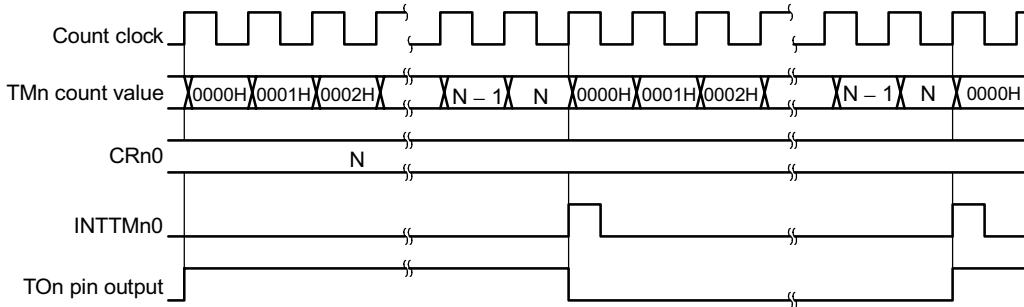 Count clock
TMn count value 0000H 0001H 0002H N – 1 N 0000H 0001H 0002H N – 1 N 0000H
CRn0 N
INTTMn0
TOn pin output